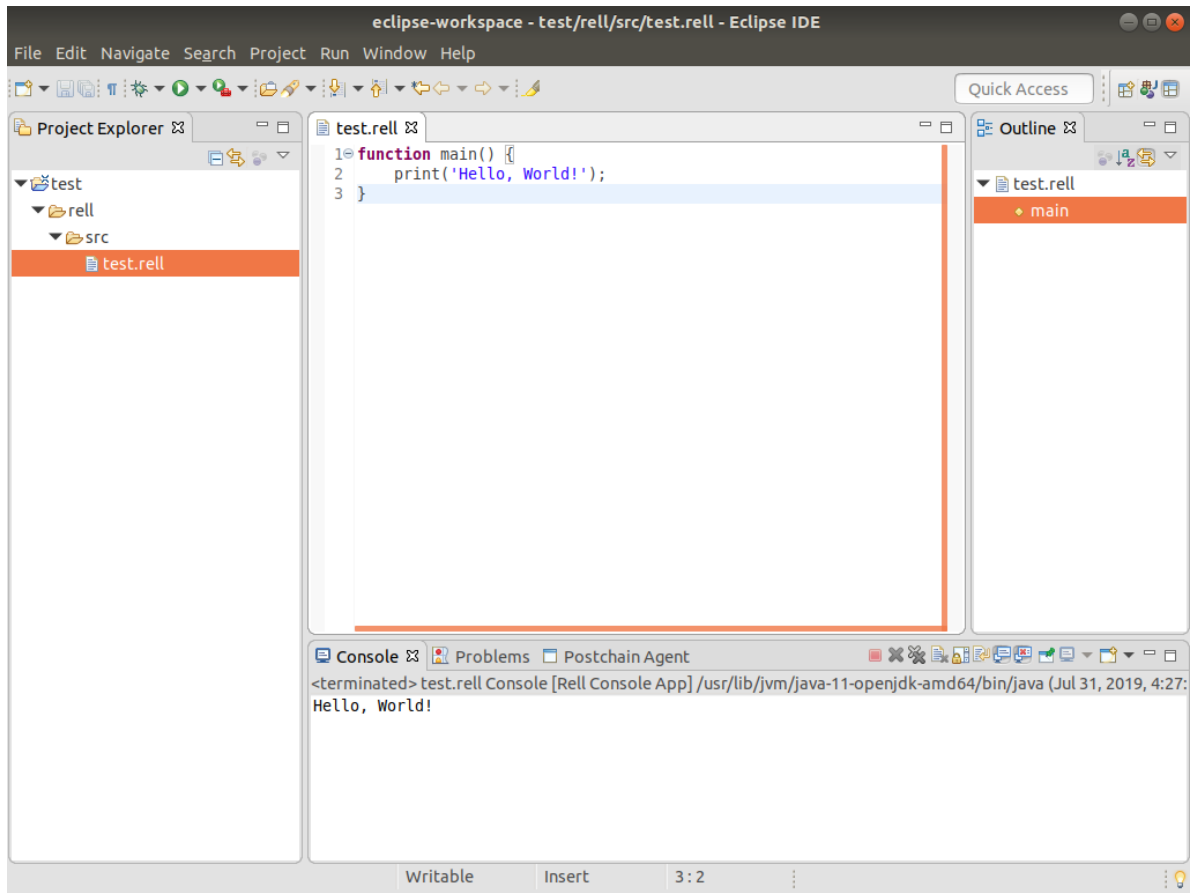 eclipse-workspace - test/rell/src/test.rell - Eclipse IDE
File Edit Navigate Search Project Run Window Help
Quick Access
Project Explorer
test
rell
src
test.rell
test.rell
1 function main() {
2 print('Hello, World!');
3 }
Outline
test.rell
main
Console Problems Postchain Agent
<terminated> test.rell Console [Rell Console App] /usr/lib/jvm/java-11-openjdk-amd64/bin/java (Jul 31, 2019, 4:27:
Hello, World!
Writable Insert 3 : 2